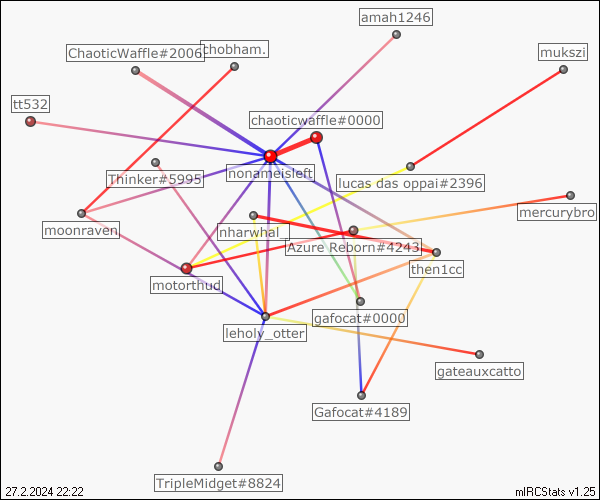 amah1246
ChaoticWaffle#2006
chobham.
mukszi
tt532
chaoticwaffle#0000
nonameisleft
Thinker#5995
lucas das oppai#2396
mercurybro
moonraven
nharwhal
Azure Reborn#4243
then1cc
motorthud
gafocat#0000
leholy_otter
gateauxcatto
Gafocat#4189
TripleMidget#8824
27.2.2024 22:22
mIRCStats v1.25